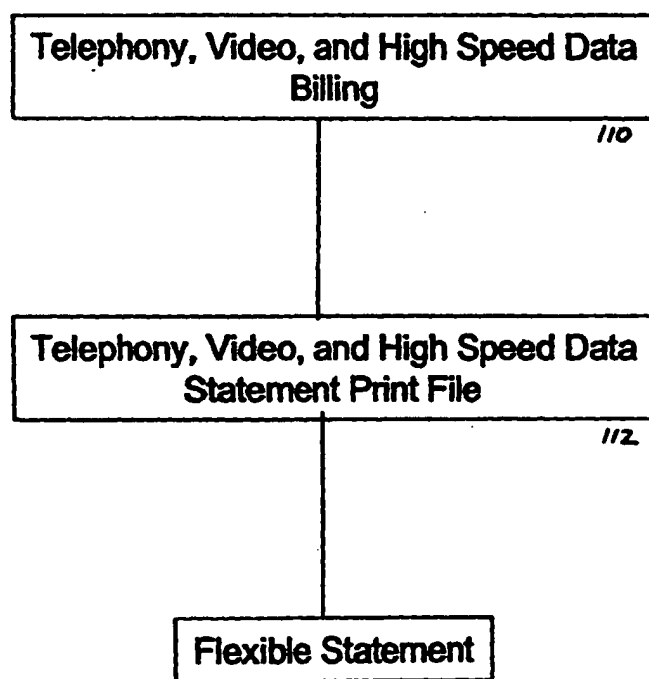 Telephony, Video, and High Speed Data
Billing
110
Telephony, Video, and High Speed Data
Statement Print File
112
Flexible Statement